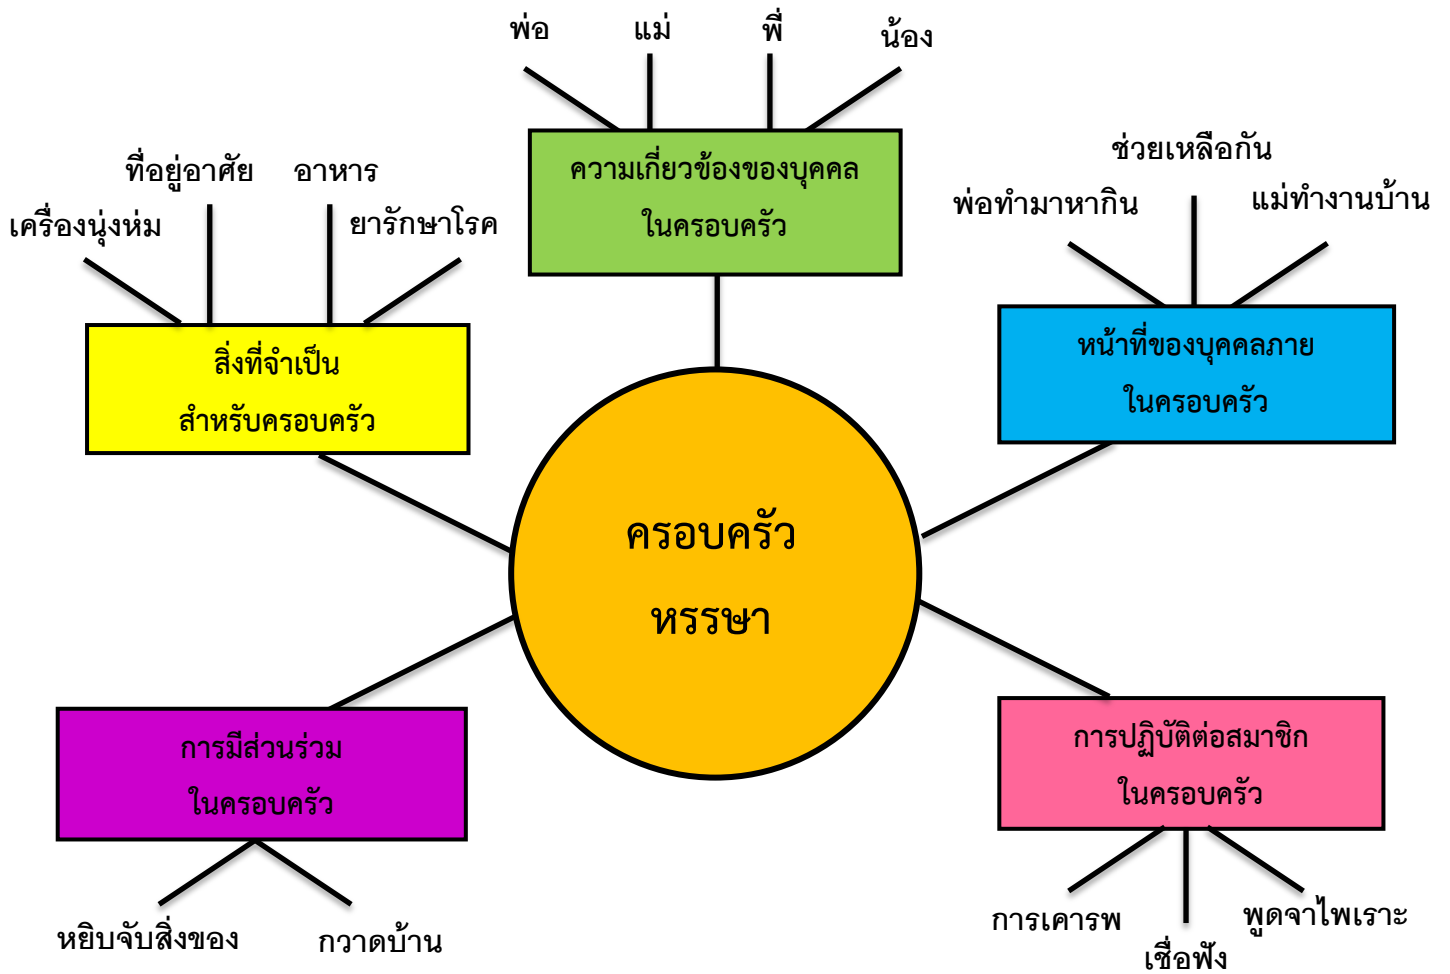 พ่อ
แม่
พี่
น้อง
ความเกี่ยวข้องของบุคคล
ในครอบครัว
ที่อยู่อาศัย
อาหาร
เครื่องนุ่งห่ม
ยารักษาโรค
สิ่งที่จำเป็น
สำหรับครอบครัว
ช่วยเหลือกัน
พ่อทำมาหากิน
แม่ทำงานบ้าน
หน้าที่ของบุคคลภาย
ในครอบครัว
ครอบครัว
หรรษา
การมีส่วนร่วม
ในครอบครัว
หยิบจับสิ่งของ
กวาดบ้าน
การปฏิบัติต่อสมาชิก
ในครอบครัว
การเคารพ
เชื่อฟัง
พูดจาไพเราะ